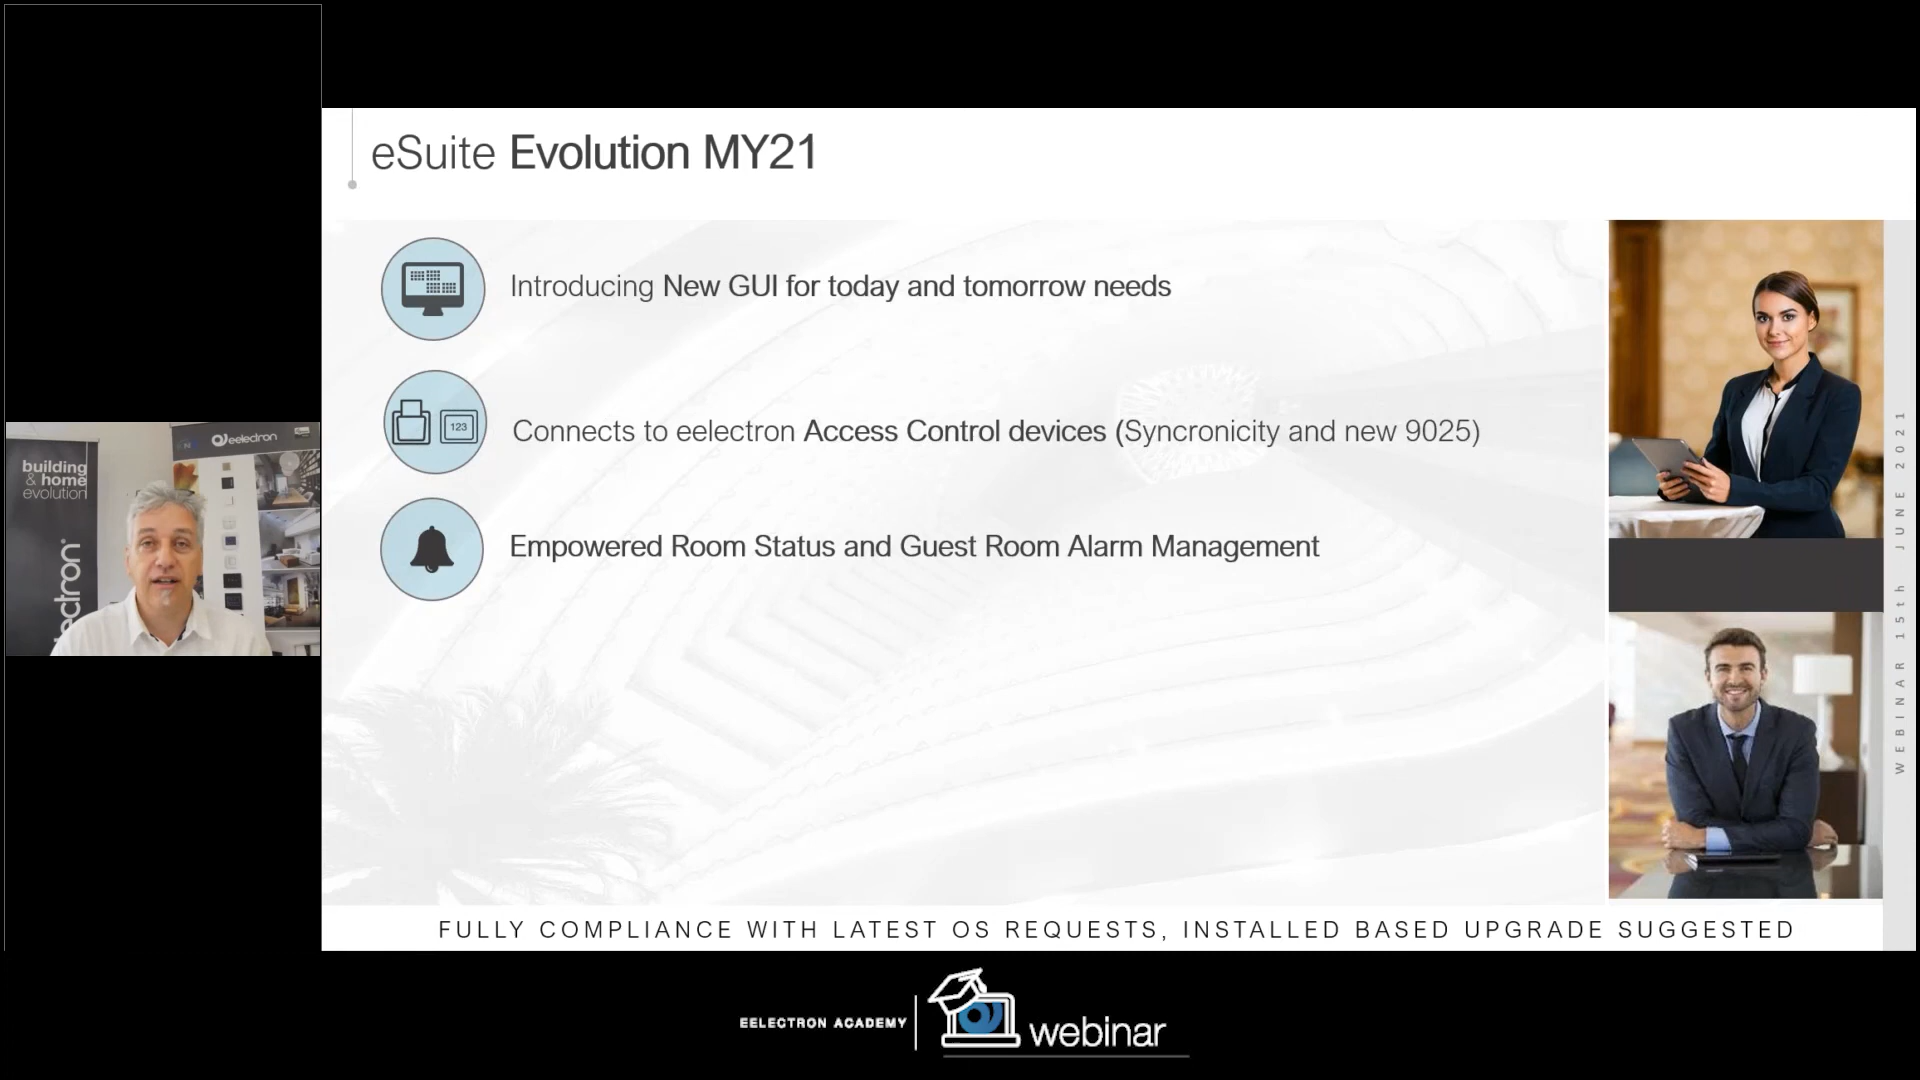 eSuite Evolution MY21
Introducing New GUI for today and tomorrow needs
123
Connects to eelectron Access Control devices (Syncronicity and new 9025)
Empowered Room Status and Guest Room Alarm Management
FULLY COMPLIANCE WITH LATEST OS REQUESTS, INSTALLED BASED UPGRADE SUGGESTED
WEBINAR 15th JUNE 2021
building
& home
evolution
eelectron
electron
EELECTRON ACADEMY
webinar